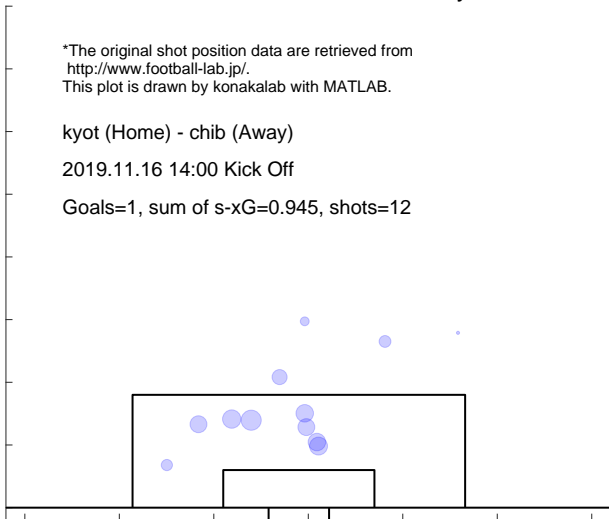 *The original shot position data are retrieved from
http://www.football-lab.jp/.
This plot is drawn by konakalab with MATLAB.
kyot (Home) - chib (Away)
2019.11.16 14:00 Kick Off
Goals=1, sum of s-xG=0.945, shots=12